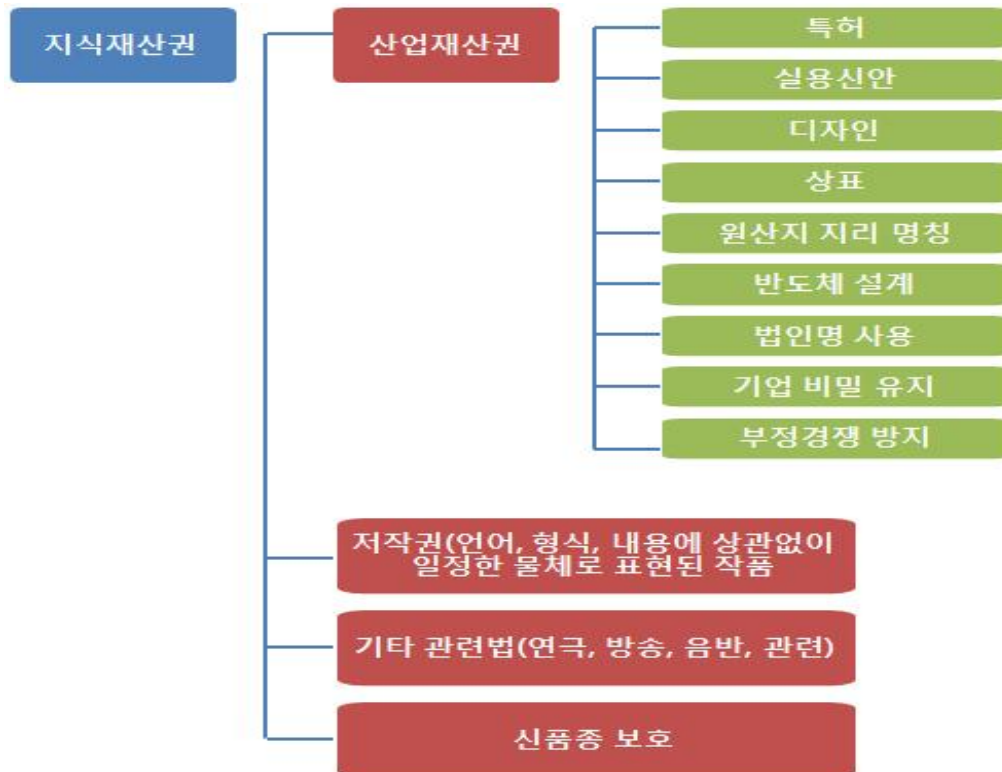 지식재산권
산업재산권
특허
실용신안
디자인
상표
원산지 지리 명칭
반도체 설계
법인명 사용
기업 비밀 유지
부정경쟁 방지
저작권(언어, 형식, 내용에 상관없이
일정한 물체로 표현된 작품
기타 관련법(연극, 방송, 음반, 관련)
신품종 보호